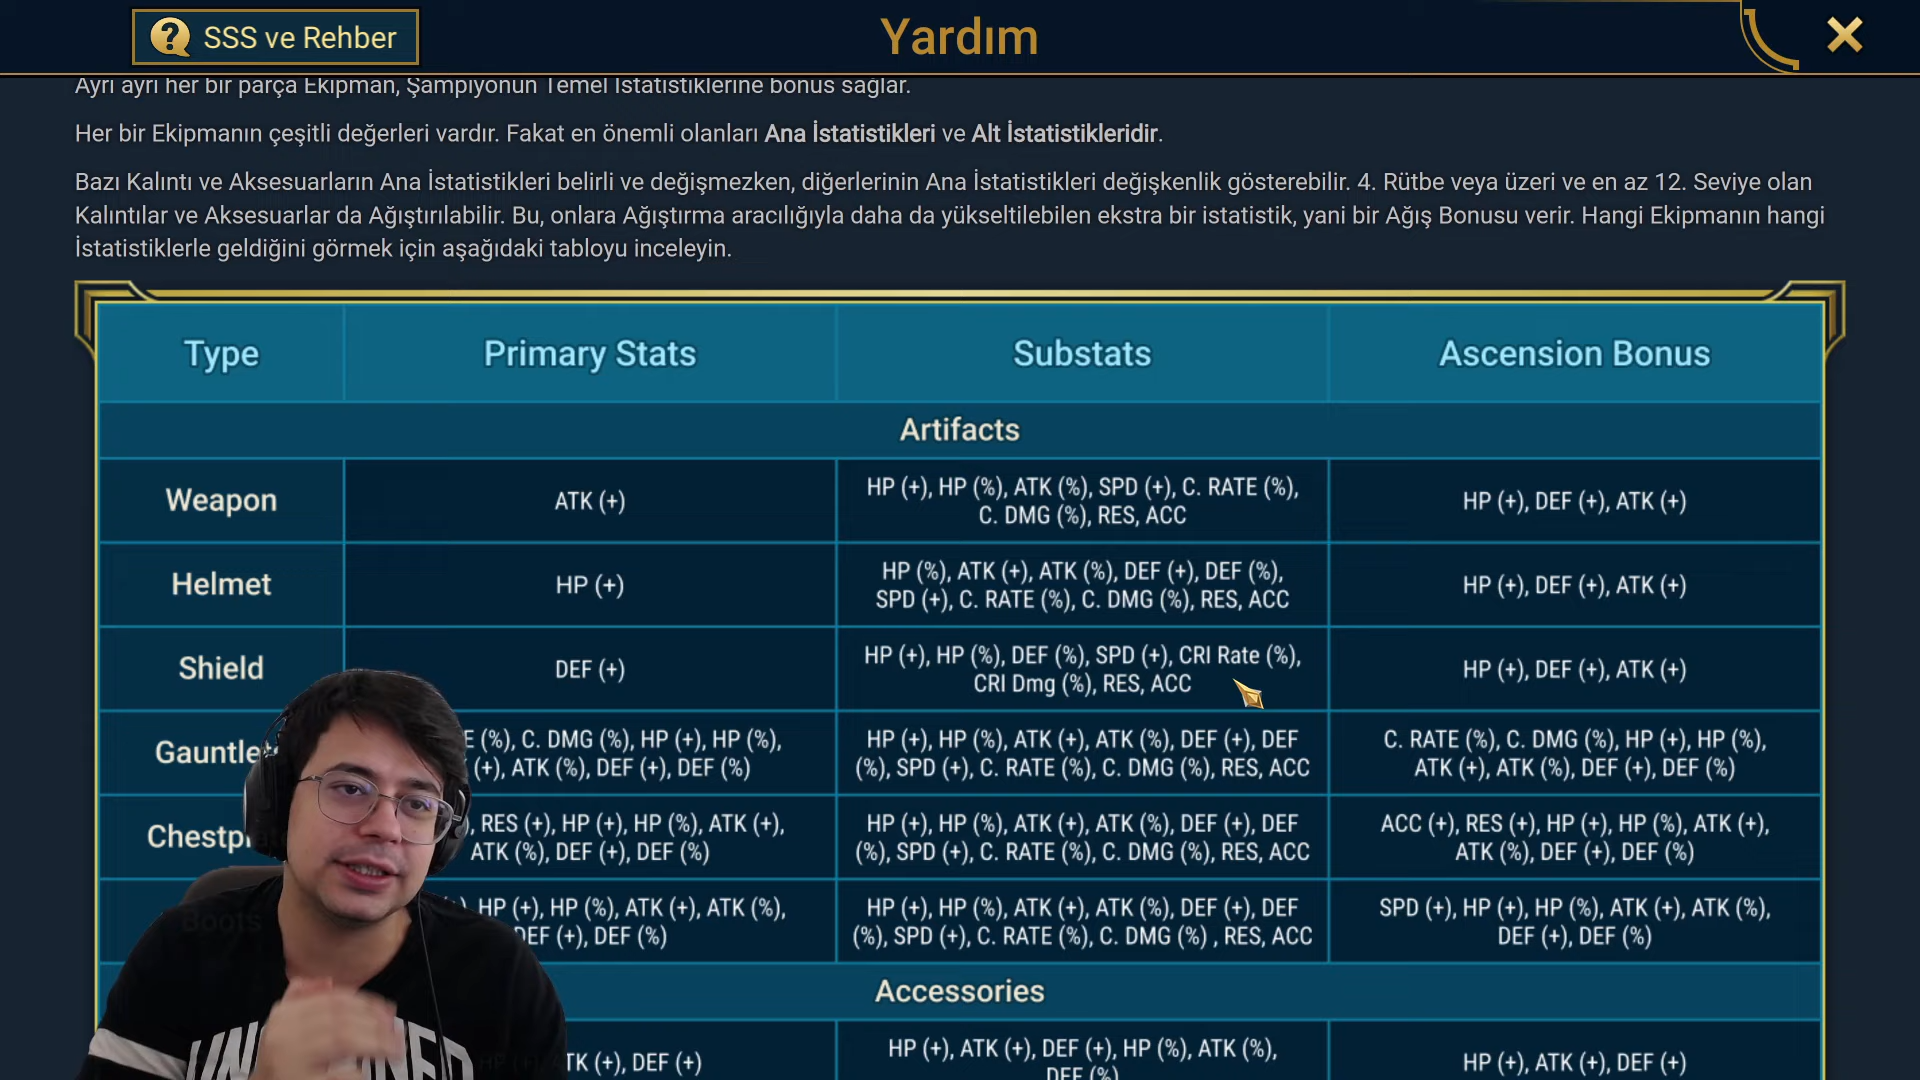 SSS ve Rehber
Yardım
Ayrı ayrı her bir parça Ekipman, Şampiyonun Temel İstatistiklerine bonus sağlar.
Her bir Ekipmanın çeşitli değerleri vardır. Fakat en önemli olanları Ana İstatistikleri ve Alt İstatistikleridir.
Bazı Kalıntı ve Aksesuarların Ana İstatistikleri belirli ve değişmezken, diğerlerinin Ana İstatistikleri değişkenlik gösterebilir. 4. Rütbe veya üzeri ve en az 12. Seviye olan
Kalıntılar ve Aksesuarlar da Ağıştırılabilir. Bu, onlara Ağıştırma aracılığıyla daha da yükseltilebilen ekstra bir istatistik, yani bir Ağış Bonusu verir. Hangi Ekipmanın hangi
İstatistiklerle geldiğini görmek için aşağıdaki tabloyu inceleyin.
Type Primary Stats Substats Ascension Bonus
Artifacts
Weapon
ATK (+)
HP (+), HP (%), ATK (%), SPD (+), C. RATE (%),
C. DMG (%), RES, ACC
HP (+), DEF (+), ATK (+)
Helmet
HP (+)
HP (%), ATK (+), ATK (%), DEF (+), DEF (%),
SPD (+), C. RATE (%), C. DMG (%), RES, ACC
HP (+), DEF (+), ATK (+)
Shield
DEF (+)
HP (+), HP (%), DEF (%), SPD (+), CRI Rate (%),
CRI Dmg (%), RES, ACC
HP (+), DEF (+), ATK (+)
(%), C. DMG (%), HP (+), HP (%),
(+), ATK (%), DEF (+), DEF (%)
HP (+), HP (%), ATK (+), ATK (%), DEF (+), DEF
(%), SPD (+), C. RATE (%), C. DMG (%), RES, ACC
C. RATE (%), C. DMG (%), HP (+), HP (%),
ATK (+), ATK (%), DEF (+), DEF (%)
, RES (+), HP (+), HP (%), ATK (+),
ATK (%), DEF (+), DEF (%)
HP (+), HP (%), ATK (+), ATK (%), DEF (+), DEF
(%), SPD (+), C. RATE (%), C. DMG (%), RES, ACC
ACC (+), RES (+), HP (+), HP (%), ATK (+),
ATK (%), DEF (+), DEF (%)
Boots
HP (+), HP (%), ATK (+), ATK (%),
DEF (+), DEF (%)
HP (+), HP (%), ATK (+), ATK (%), DEF (+), DEF
(%), SPD (+), C. RATE (%), C. DMG (%) , RES, ACC
SPD (+), HP (+), HP (%), ATK (+), ATK (%),
DEF (+), DEF (%)
Accessories
HP (+), ATK (+), DEF (+)
HP (+), ATK (+), DEF (+), HP (%), ATK (%),
DEF (%)
HP (+), ATK (+), DEF (+)